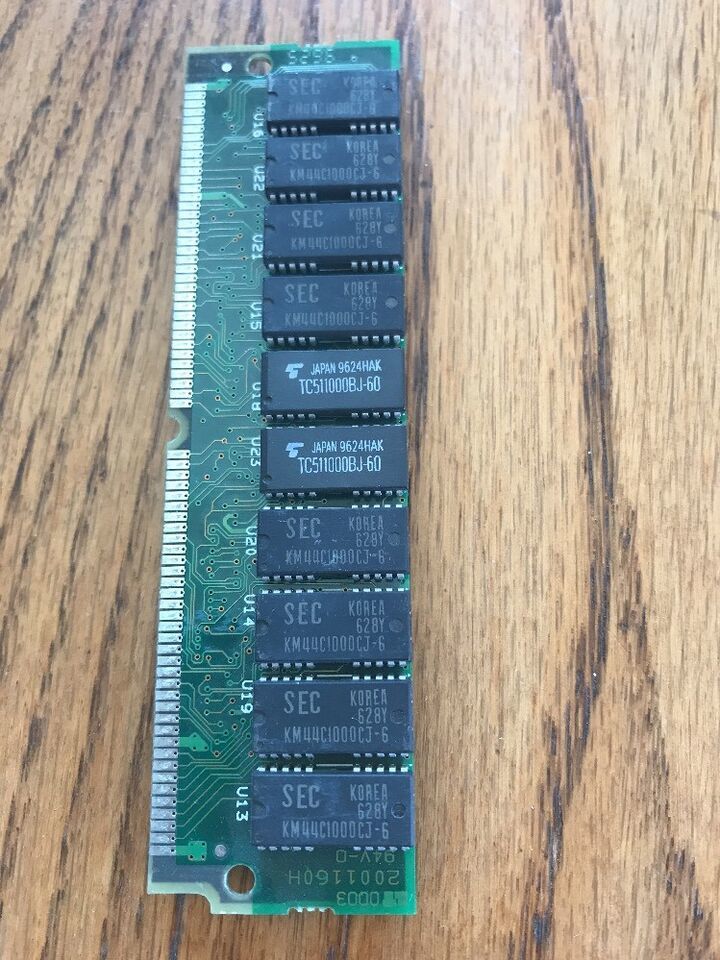 5295
SEC KOREA
628Y
KM44C1000CJ-6
U16
SEC KOREA
628Y
KM44C1000CJ-6
U22
SEC KOREA
628Y
KM44C1000CJ-6
U21
SEC KOREA
628Y
KM44C1000CJ-6
U15
JAPAN 9624HAK
TC511000BJ-60
U18
JAPAN 9624HAK
TC511000BJ-60
U23
SEC KOREA
628Y
KM44C1000CJ-6
U20
SEC KOREA
628Y
KM44C1000CJ-6
U14
SEC KOREA
628Y
KM44C1000CJ-6
U19
SEC KOREA
628Y
KM44C1000CJ-6
U13
94V-0
2001160H
0003